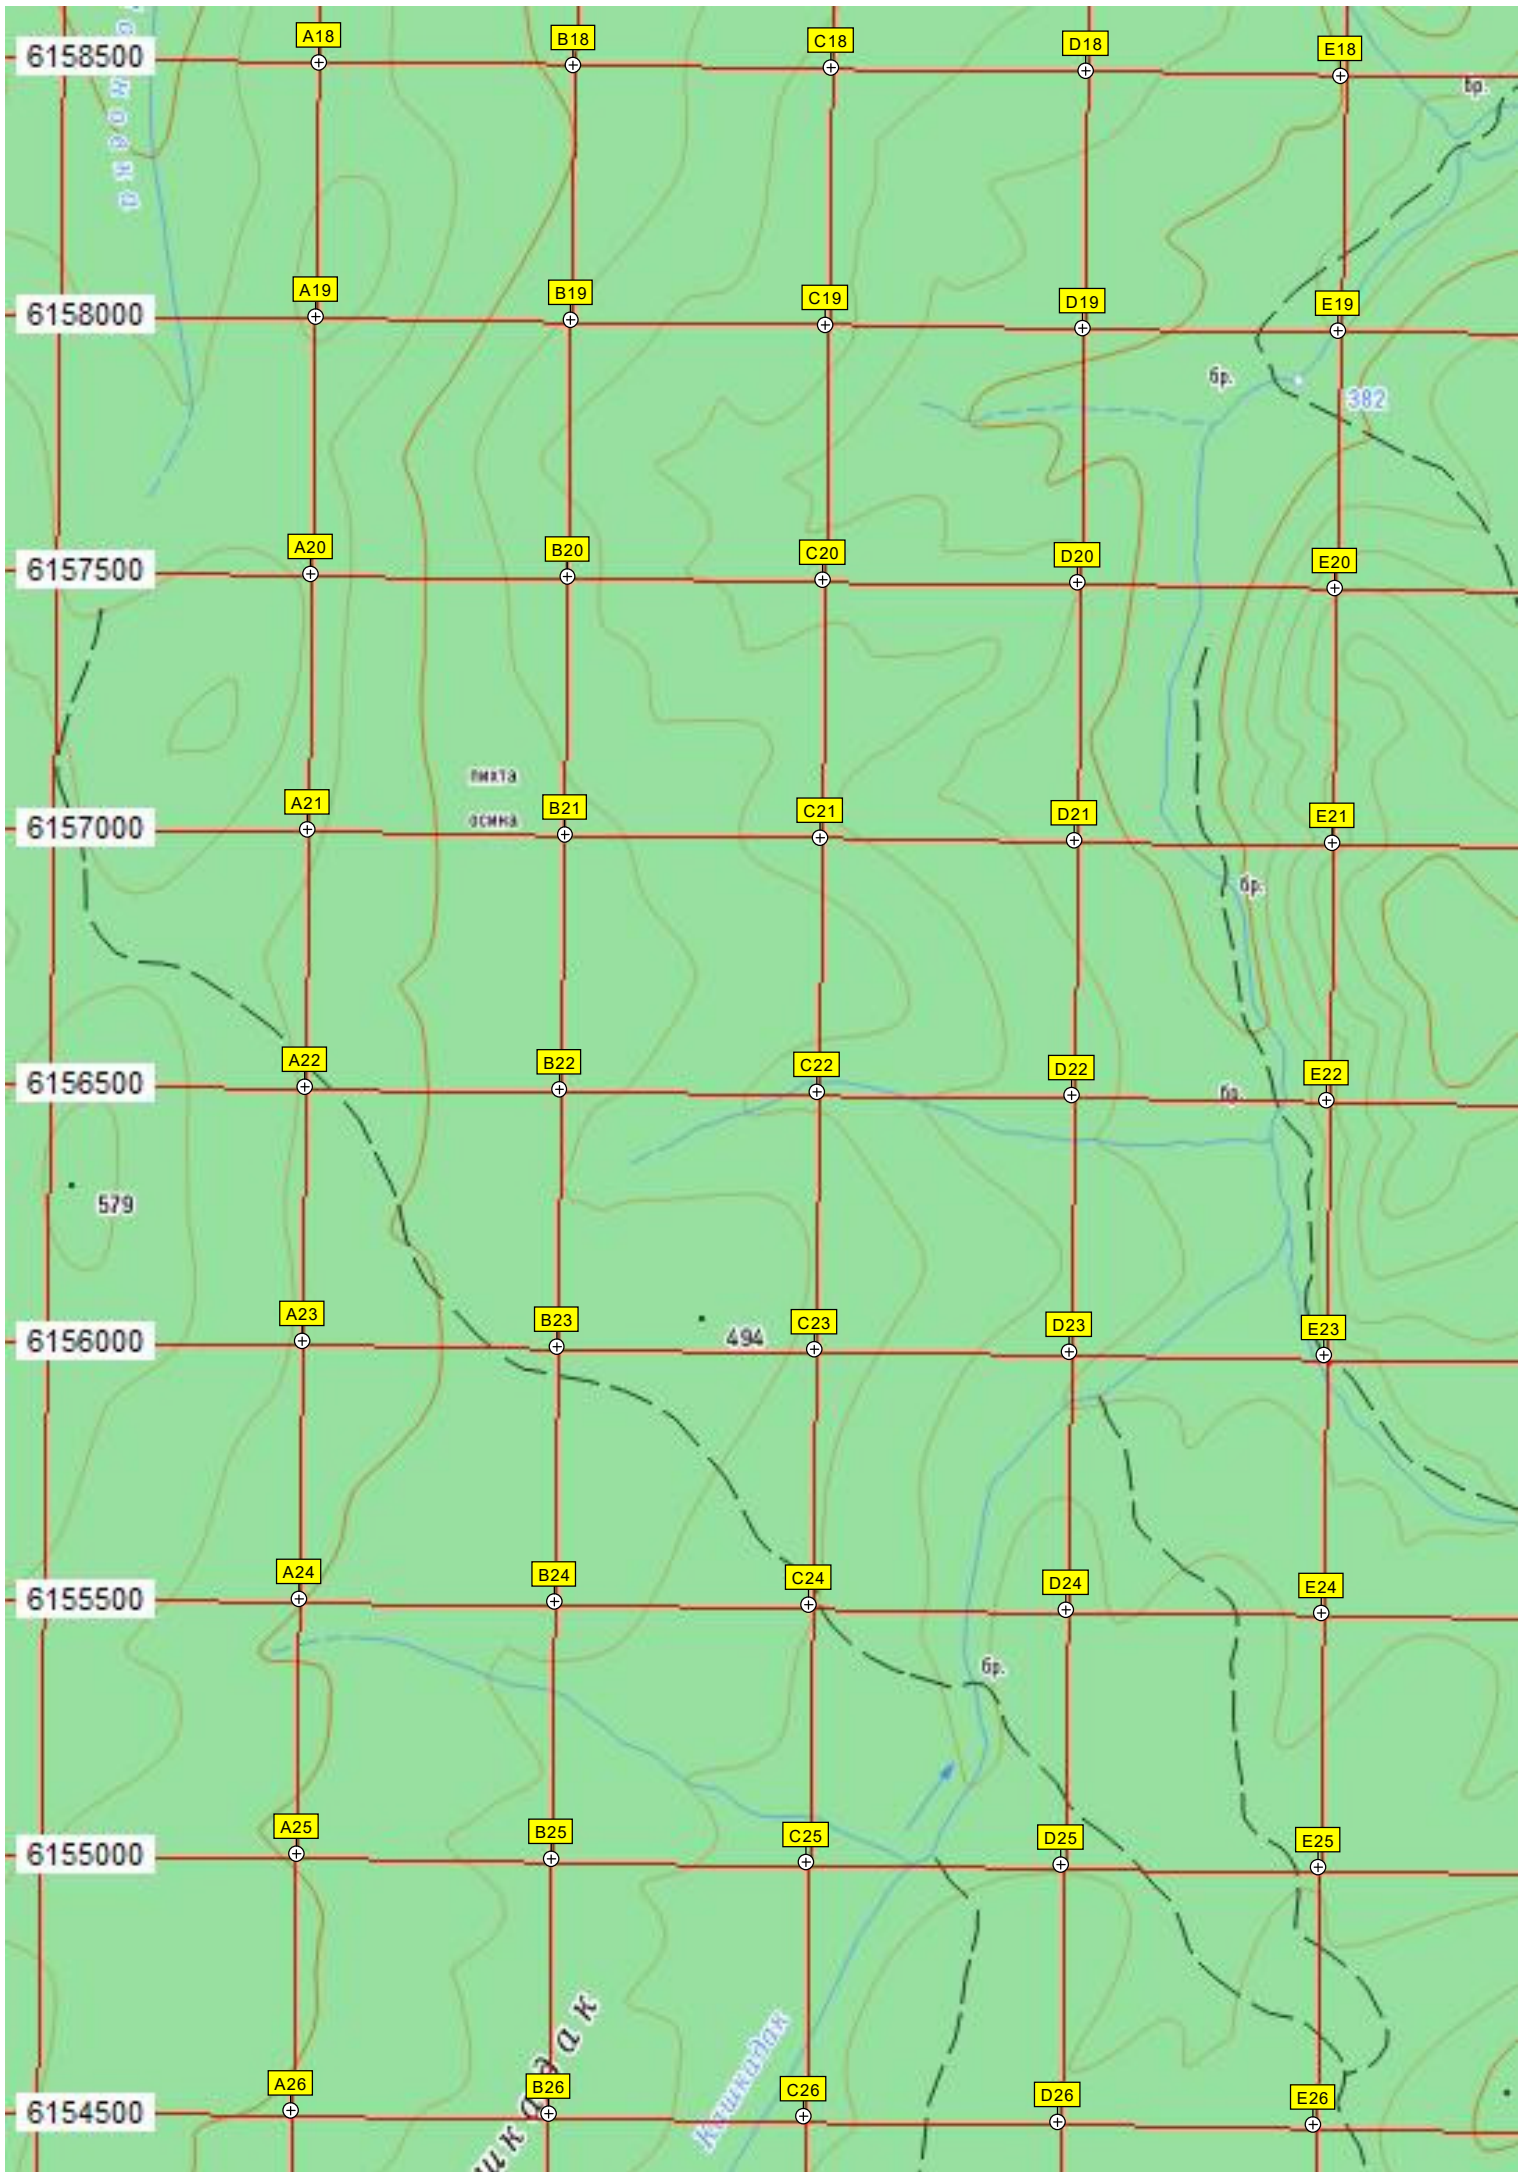 A18 B18 C18 D18 E18
6158500
бр.
A19 B19 C19 D19 E19
6158000
бр.
382
A20 B20 C20 D20 E20
6157500
пихта
A21 B21 C21 D21 E21
6157000
осина
бр.
A22 B22 C22 D22 E22
6156500
бр.
579
A23 B23 C23 D23 E23
6156000
494
A24 B24 C24 D24 E24
6155500
бр.
A25 B25 C25 D25 E25
6155000
Кашкадак
A26 B26 C26 D26 E26
6154500